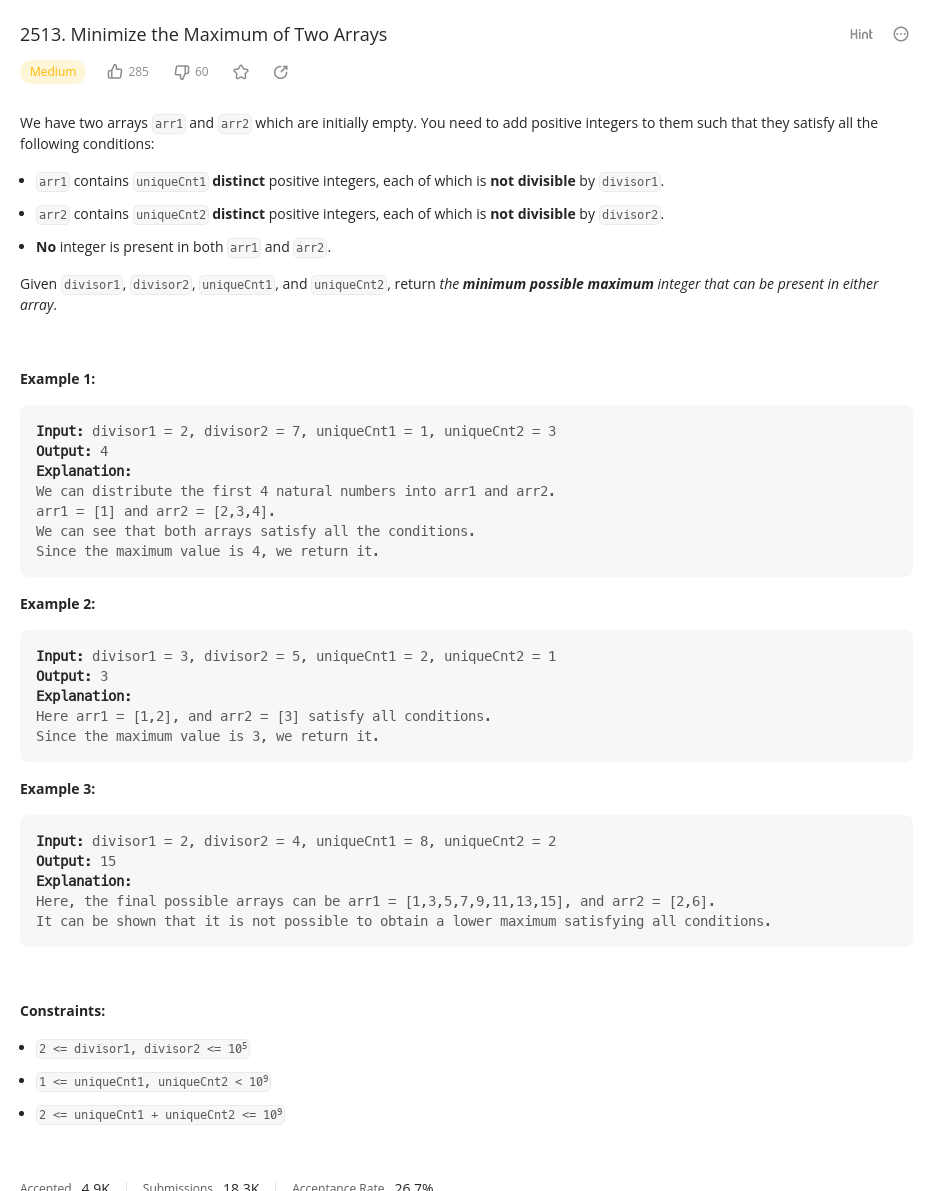 2513. Minimize the Maximum of Two Arrays
Hint
Medium 285 60
We have two arrays arr1 and arr2 which are initially empty. You need to add positive integers to them such that they satisfy all the
following conditions:
• arr1 contains uniqueCnt1 distinct positive integers, each of which is not divisible by divisor1.
• arr2 contains uniqueCnt2 distinct positive integers, each of which is not divisible by divisor2.
• No integer is present in both arr1 and arr2.
Given divisor1, divisor2, uniqueCnt1, and uniqueCnt2, return the minimum possible maximum integer that can be present in either
array.
Example 1:
Input: divisor1 = 2, divisor2 = 7, uniqueCnt1 = 1, uniqueCnt2 = 3
Output: 4
Explanation:
We can distribute the first 4 natural numbers into arr1 and arr2.
arr1 = [1] and arr2 = [2,3,4].
We can see that both arrays satisfy all the conditions.
Since the maximum value is 4, we return it.
Example 2:
Input: divisor1 = 3, divisor2 = 5, uniqueCnt1 = 2, uniqueCnt2 = 1
Output: 3
Explanation:
Here arr1 = [1,2], and arr2 = [3] satisfy all conditions.
Since the maximum value is 3, we return it.
Example 3:
Input: divisor1 = 2, divisor2 = 4, uniqueCnt1 = 8, uniqueCnt2 = 2
Output: 15
Explanation:
Here, the final possible arrays can be arr1 = [1,3,5,7,9,11,13,15], and arr2 = [2,6].
It can be shown that it is not possible to obtain a lower maximum satisfying all conditions.
Constraints:
• 2 <= divisor1, divisor2 <= 10⁵
• 1 <= uniqueCnt1, uniqueCnt2 < 10⁹
• 2 <= uniqueCnt1 + uniqueCnt2 <= 10⁹
Accepted 4.9K Submissions 18.3K Acceptance Rate 26.7%